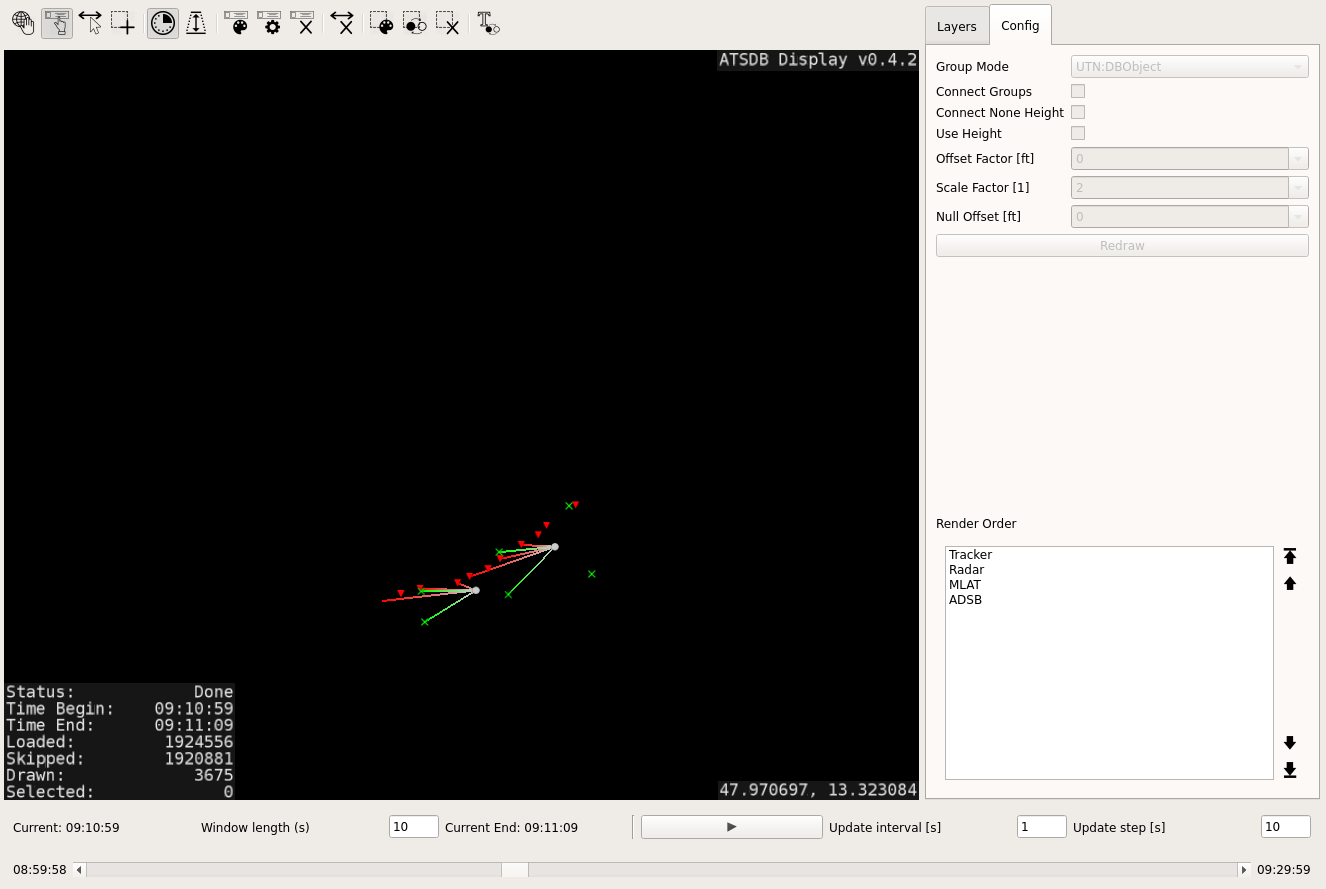 Layers
Config
ATSDB Display v0.4.2
Group Mode
UTN:DBObject
Connect Groups
Connect None Height
Use Height
Offset Factor [ft]
0
Scale Factor [1]
2
Null Offset [ft]
0
Redraw
Render Order
Tracker
Radar
MLAT
ADSB
Status: Done
Time Begin: 09:10:59
Time End: 09:11:09
Loaded: 1924556
Skipped: 1920881
Drawn: 3675
Selected: 0
47.970697, 13.323084
Current: 09:10:59
Window length (s)
10
Current End: 09:11:09
Update interval [s]
1
Update step [s]
10
08:59:58
09:29:59